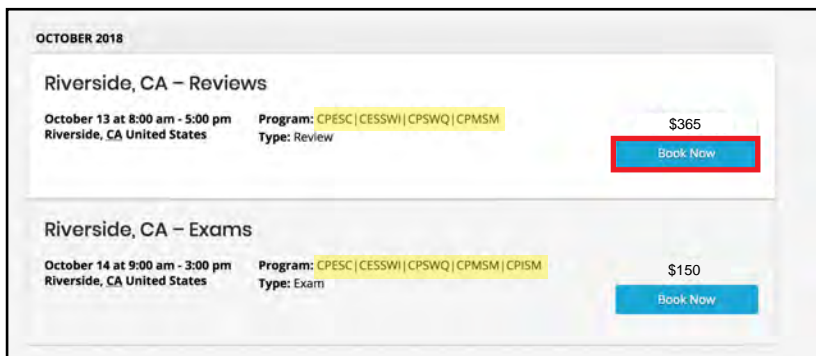 OCTOBER 2018
Riverside, CA – Reviews
October 13 at 8:00 am - 5:00 pm
Riverside, CA United States
Program: CPESC|CESSWI|CPSWQ|CPMSM
Type: Review
$365
Book Now
Riverside, CA – Exams
October 14 at 9:00 am - 3:00 pm
Riverside, CA United States
Program: CPESC|CESSWI|CPSWQ|CPMSM|CPISM
Type: Exam
$150
Book Now